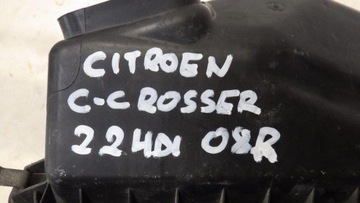 CITROEN
C-CROSSER
2.2 HDI 08R